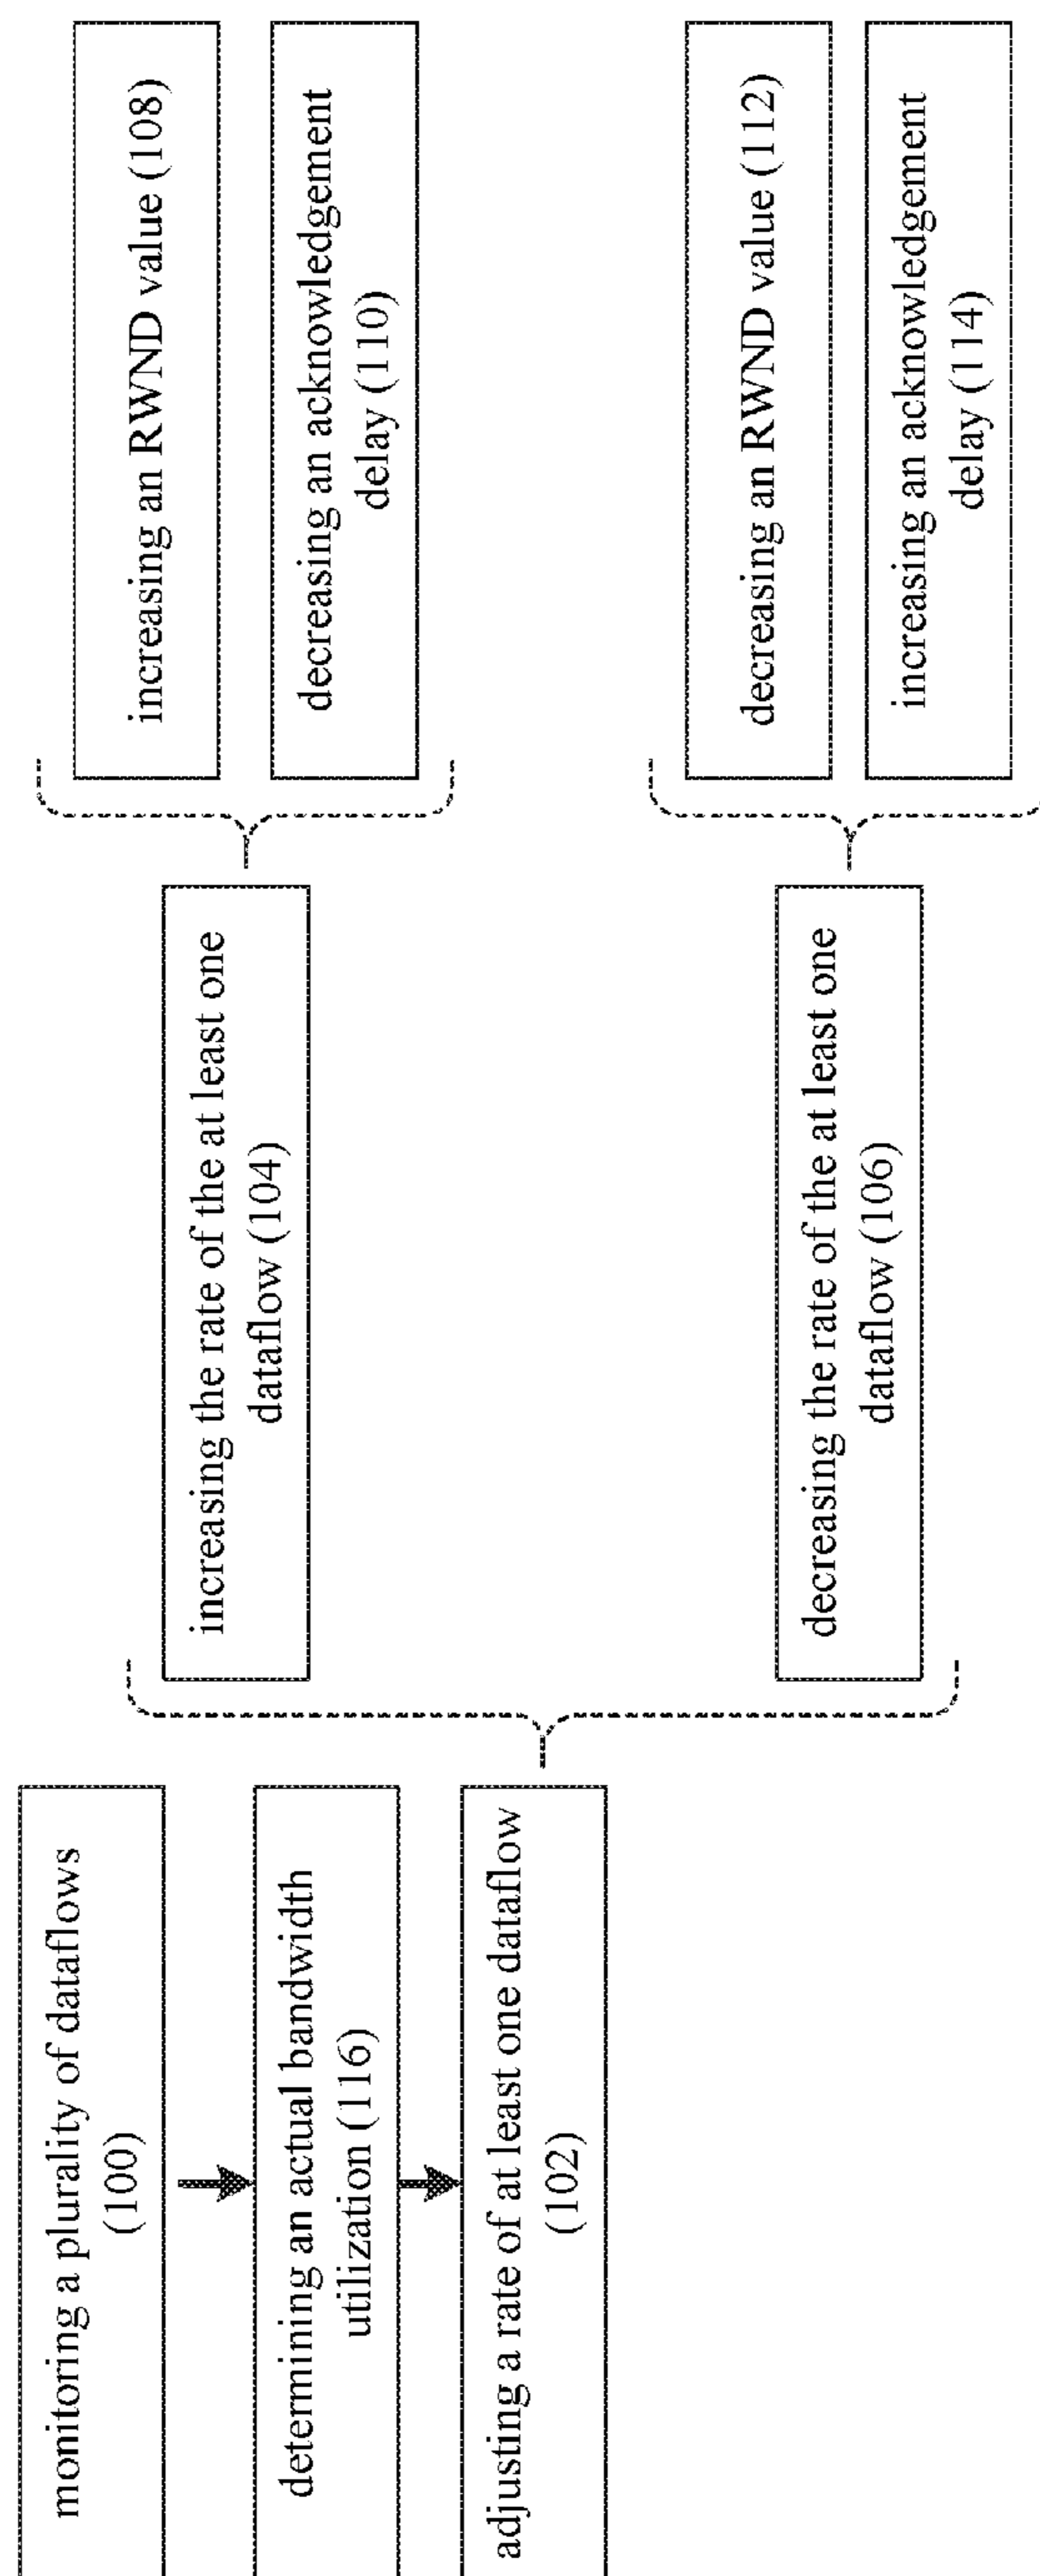 monitoring a plurality of dataflows
(100)
determining an actual bandwidth
utilization (116)
adjusting a rate of at least one dataflow
(102)
increasing the rate of the at least one
dataflow (104)
decreasing the rate of the at least one
dataflow (106)
increasing an RWND value (108)
decreasing an acknowledgement
delay (110)
decreasing an RWND value (112)
increasing an acknowledgement
delay (114)